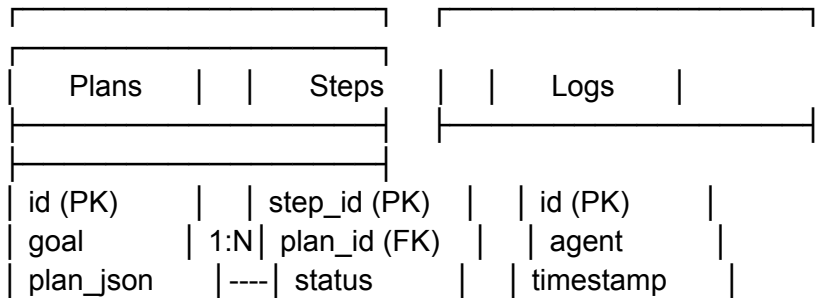 ┌─────────────────┐ ┌─────────────────┐
┌─────────────────┐
│ Plans │ │ Steps │ │ Logs │
├─────────────────┤ ├─────────────────┤
├─────────────────┤
│ id (PK) │ │ step_id (PK) │ │ id (PK) │
│ goal │ 1:N│ plan_id (FK) │ │ agent │
│ plan_json │----│ status │ │ timestamp │